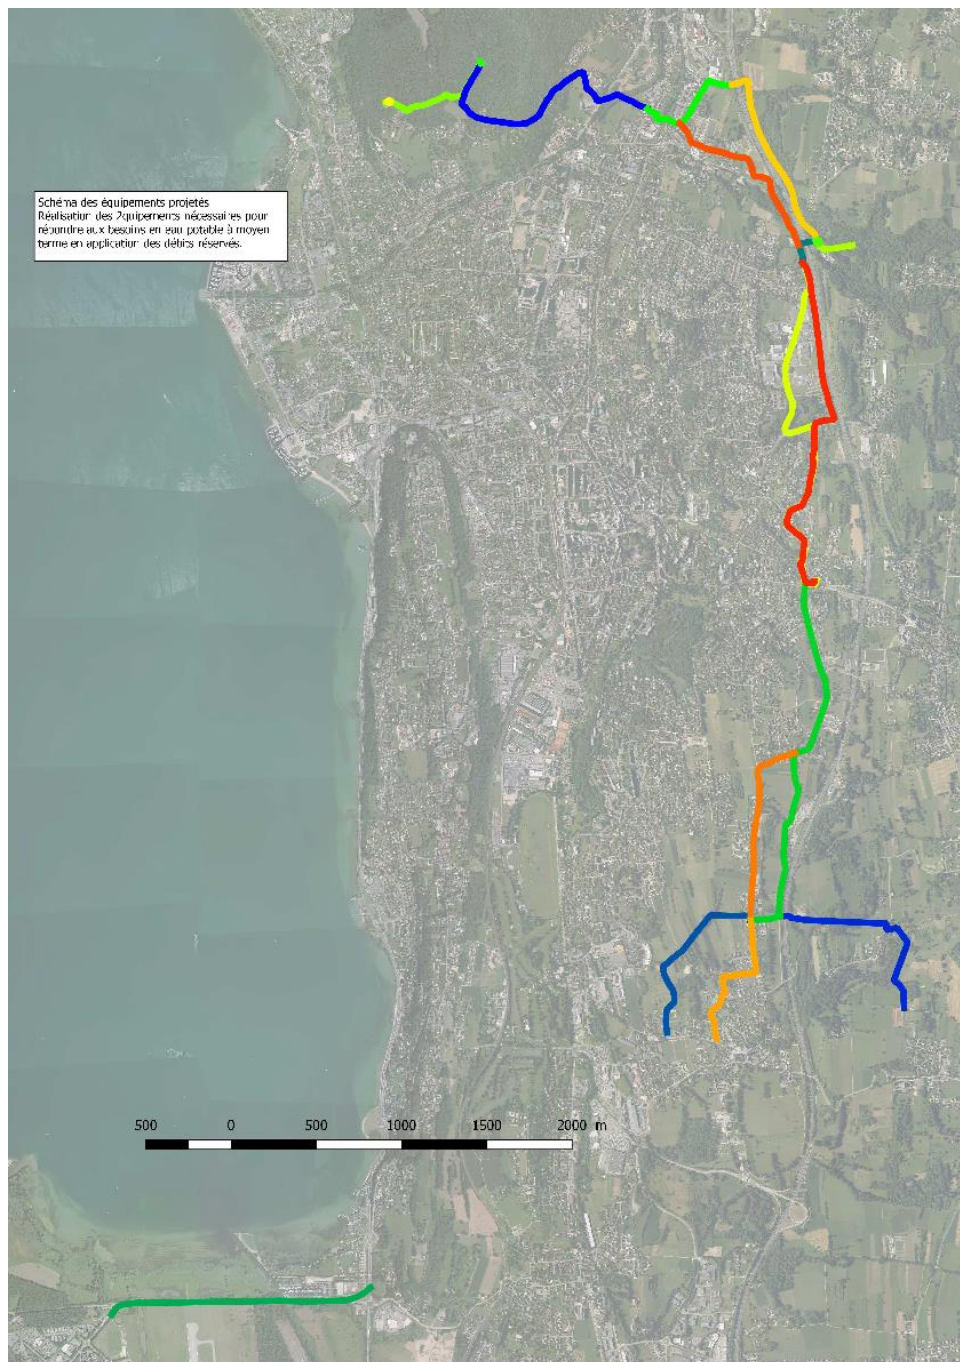 Schéma des équipements projetés
Réalisation des 2quipements nécessaires pour
répondre aux besoins en eau potable à moyen
terme en application des débits réservés.
500 0 500 1000 1500 2000 m